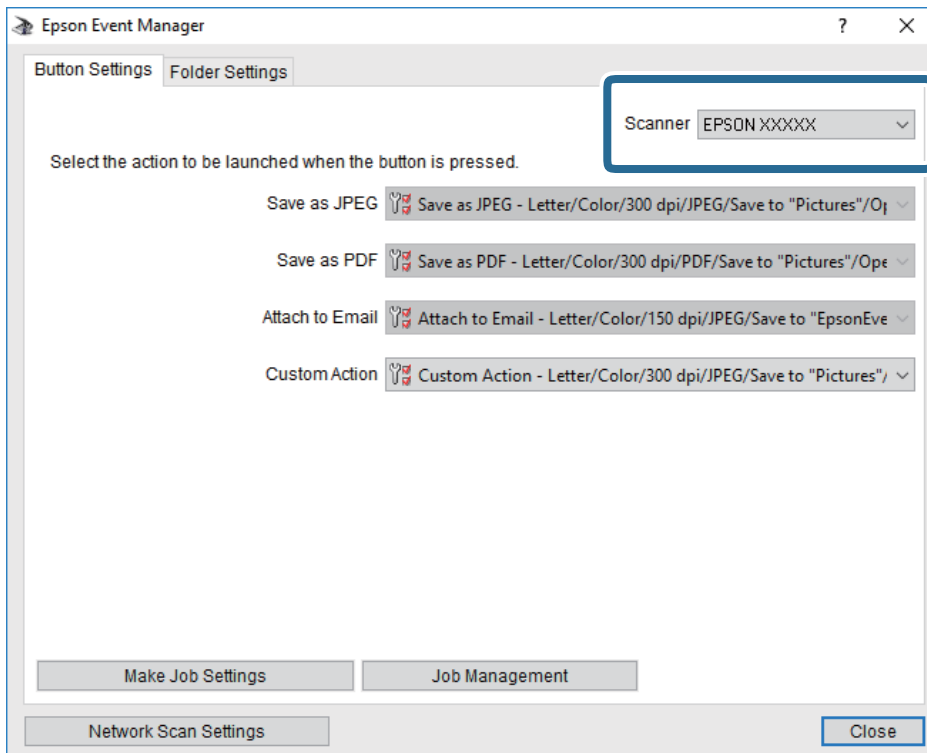 Epson Event Manager ?
Button Settings Folder Settings
Scanner EPSON XXXXX
Select the action to be launched when the button is pressed.
Save as JPEG Save as JPEG - Letter/Color/300 dpi/JPEG/Save to "Pictures"/O
Save as PDF Save as PDF - Letter/Color/300 dpi/PDF/Save to "Pictures"/Ope
Attach to Email Attach to Email - Letter/Color/150 dpi/JPEG/Save to "EpsonEve
Custom Action Custom Action - Letter/Color/300 dpi/JPEG/Save to "Pictures"/
Make Job Settings Job Management
Network Scan Settings Close